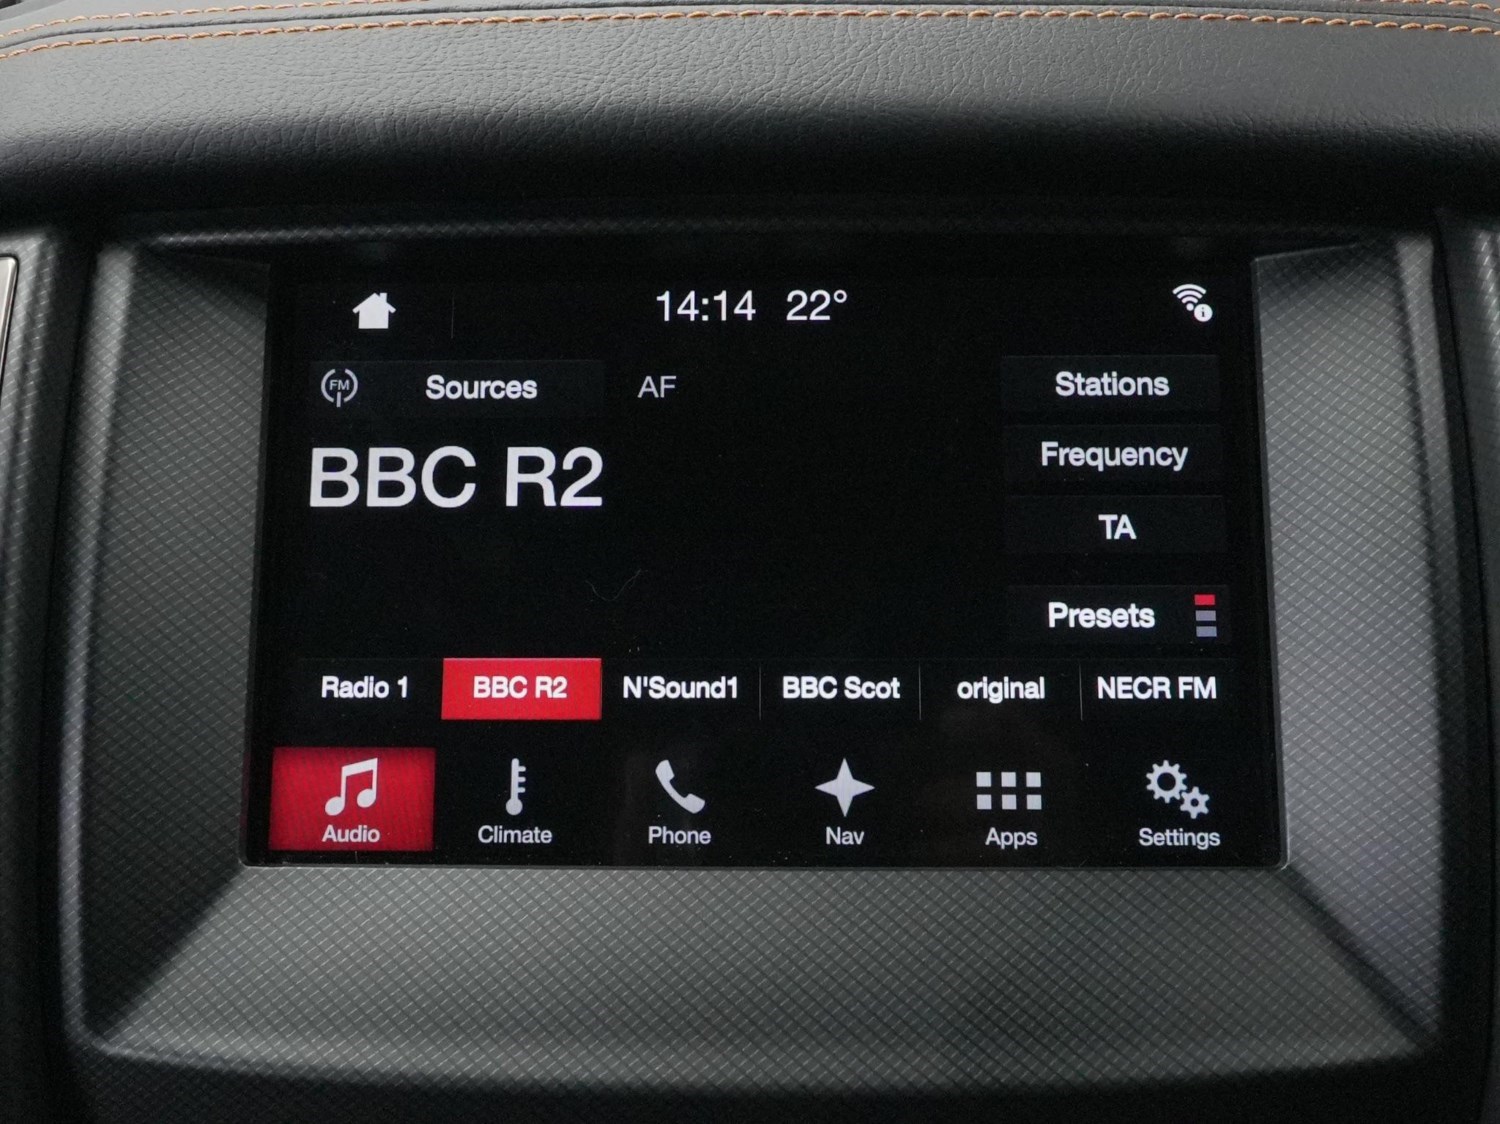 14:14 22°
FM Sources AF
Stations
BBC R2
Frequency
TA
Presets
Radio 1 BBC R2 N'Sound1 BBC Scot original NECR FM
Audio Climate Phone Nav Apps Settings